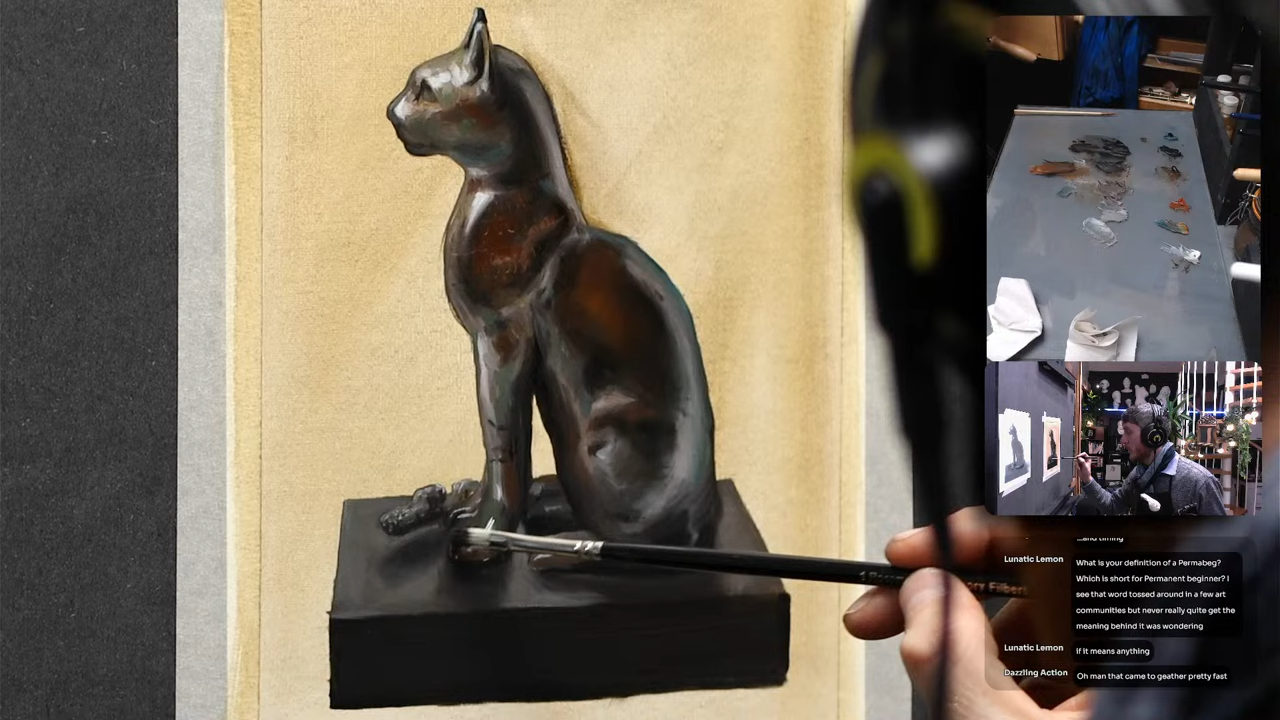 ...and timing
Lunatic Lemon
What is your definition of a Permabeg?
Which is short for Permanent beginner? I
see that word tossed around in a few art
communities but never really quite get the
meaning behind it was wondering
Lunatic Lemon
if it means anything
Dazzling Action
Oh man that came to geather pretty fast